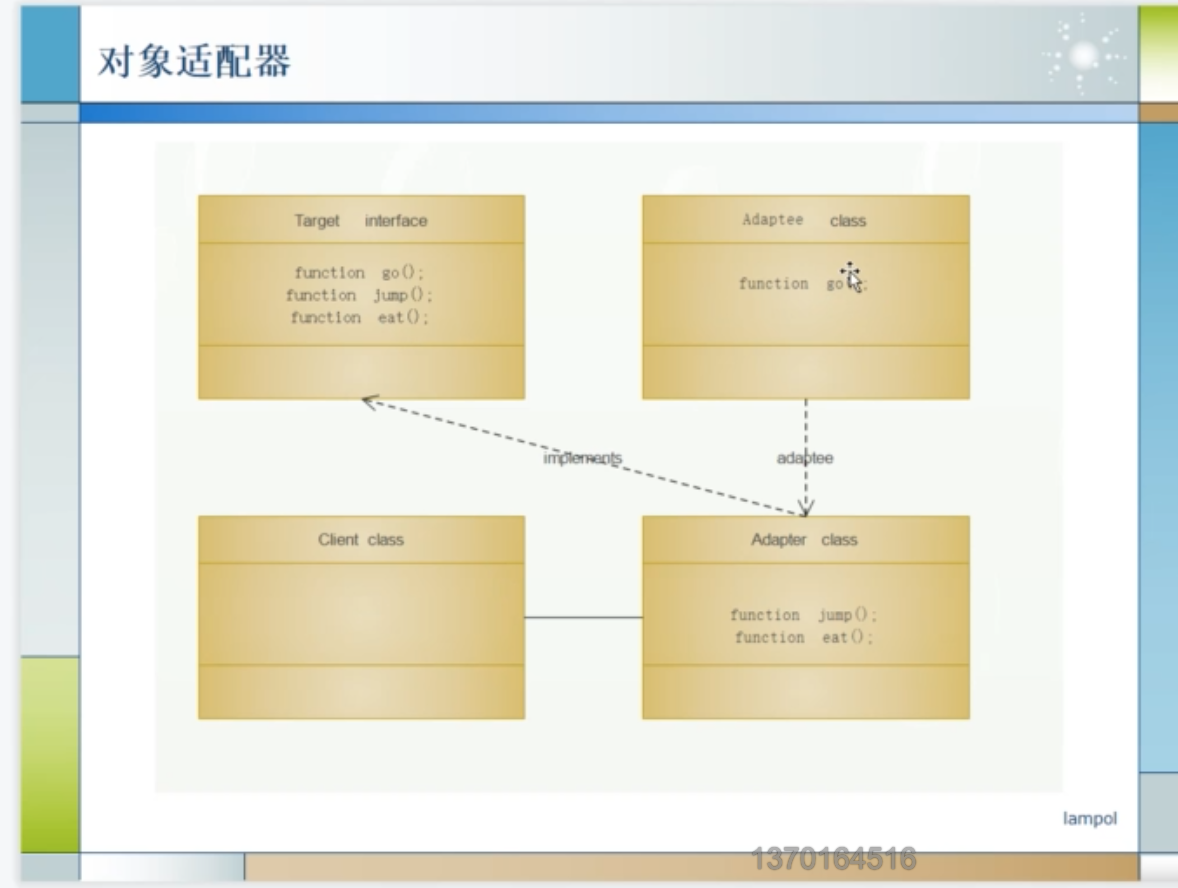 对象适配器
Target interface
function go();
function jump();
function eat();
Adaptee class
function go
implements
adaptee
Client class
Adapter class
function jump();
function eat();
lampol
1370164516